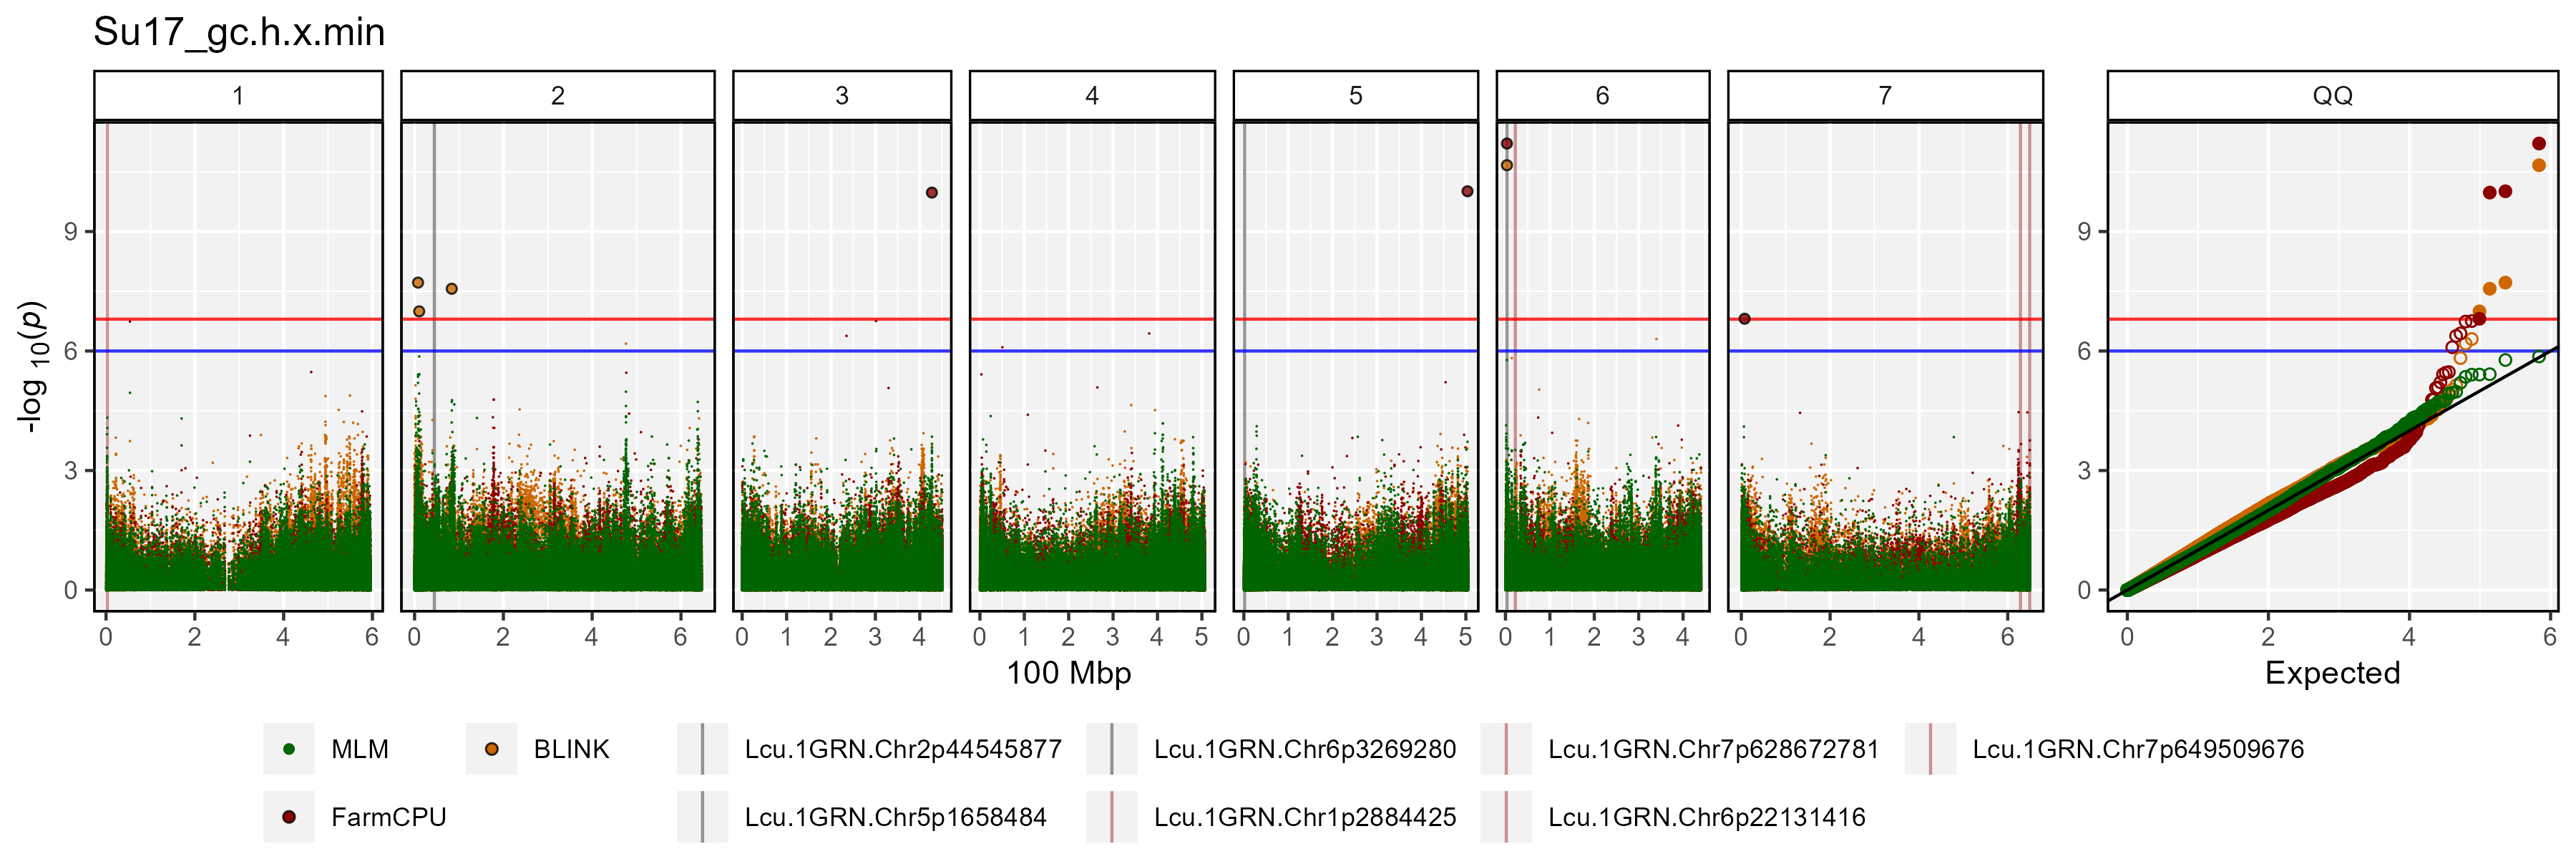 Su17_gc.h.x.min
1 2 3 4 5 6 7 QQ
-log 10(p)
9
6
3
0
9
6
3
0
0 2 4 6 0 2 4 6 0 1 2 3 4 0 1 2 3 4 5 0 1 2 3 4 5 0 1 2 3 4 0 2 4 6 0 2 4 6
100 Mbp Expected
MLM BLINK Lcu.1GRN.Chr2p44545877 Lcu.1GRN.Chr6p3269280 Lcu.1GRN.Chr7p628672781 Lcu.1GRN.Chr7p649509676
FarmCPU Lcu.1GRN.Chr5p1658484 Lcu.1GRN.Chr1p2884425 Lcu.1GRN.Chr6p22131416